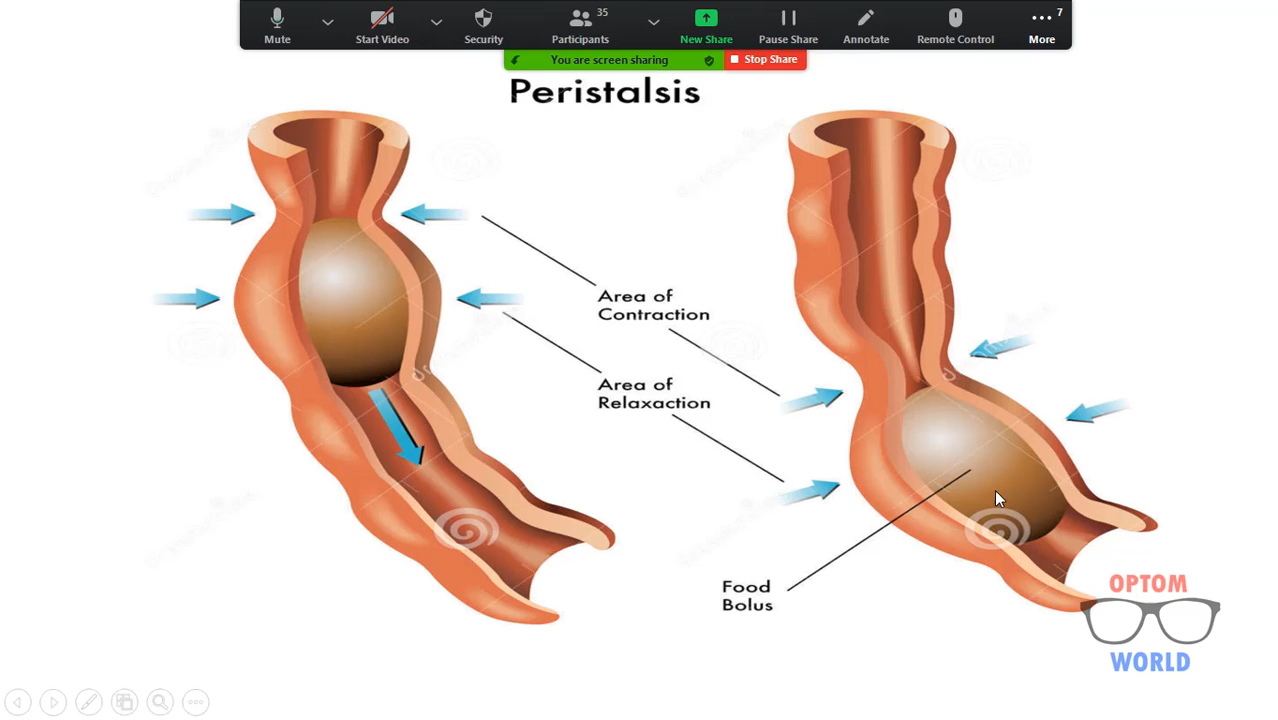 35
7
Mute
Start Video
Security
Participants
New Share
Pause Share
Annotate
Remote Control
More
You are screen sharing
Stop Share
Peristalsis
Area of
Contraction
Area of
Relaxaction
Food
Bolus
OPTOM
WORLD